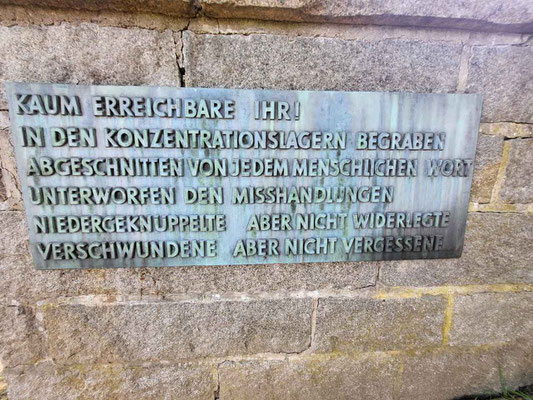 KAUM ERREICHBARE IHR!
IN DEN KONZENTRATIONSLAGERN BEGRABEN
ABGESCHNITTEN VON JEDEM MENSCHLICHEN WORT
UNTERWORFEN DEN MISSHANDLUNGEN
NIEDERGEKNUPPELTE ABER NICHT WIDERLEGTE
VERSCHWUNDENE ABER NICHT VERGESSENE